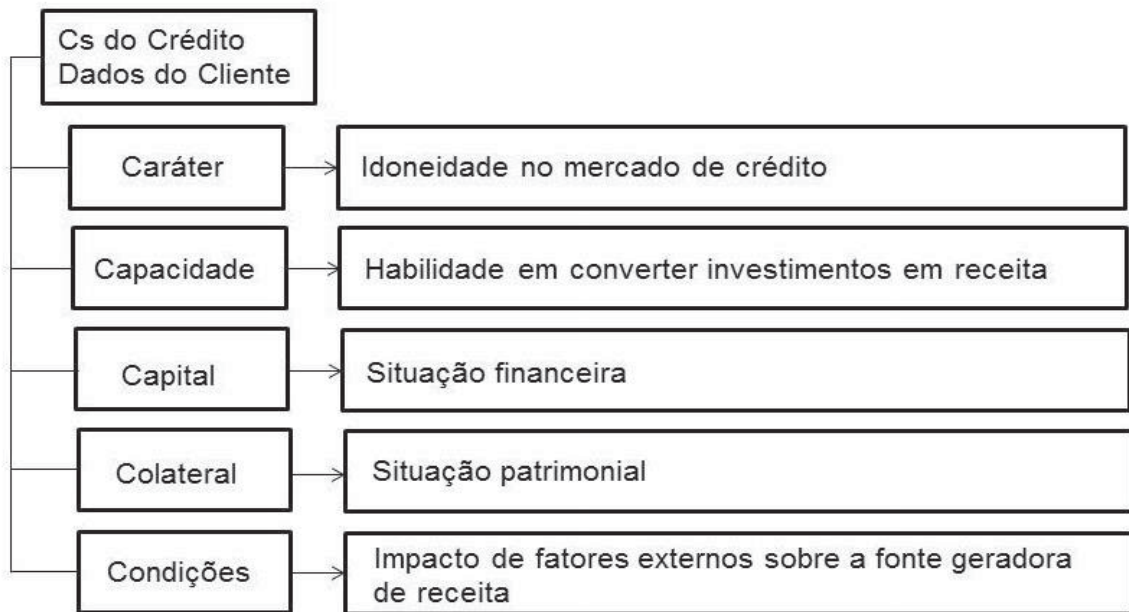 Cs do Crédito
Dados do Cliente
Caráter
Idoneidade no mercado de crédito
Capacidade
Habilidade em converter investimentos em receita
Capital
Situação financeira
Colateral
Situação patrimonial
Condições
Impacto de fatores externos sobre a fonte geradora
de receita